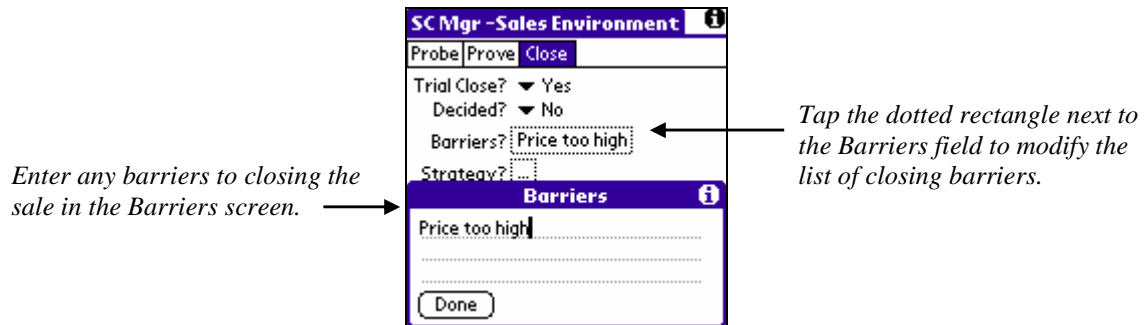 SC Mgr -Sales Environment i
Probe Prove Close
Trial Close? Yes
Decided? No
Barriers? Price too high
Strategy? ...
Barriers i
Price too high
Done
Enter any barriers to closing the
sale in the Barriers screen.
Tap the dotted rectangle next to
the Barriers field to modify the
list of closing barriers.